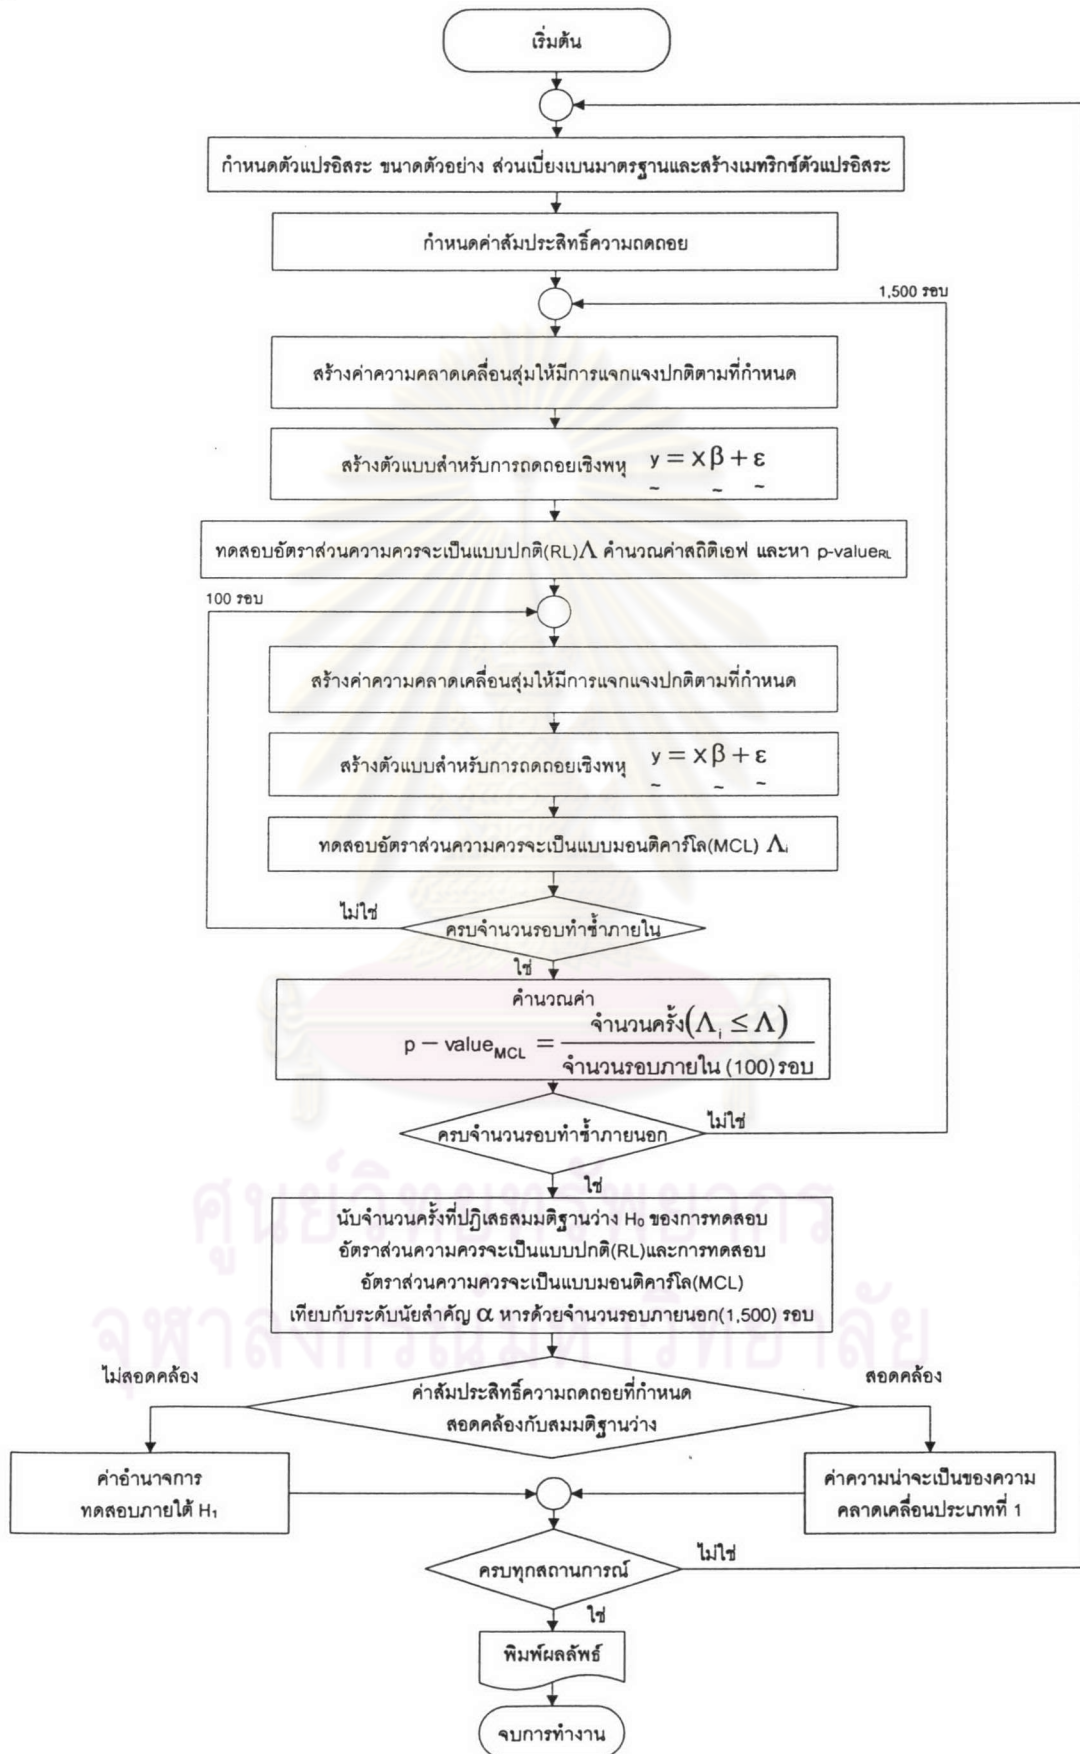 เริ่มต้น
กำหนดตัวแปรอิสระ ขนาดตัวอย่าง ส่วนเบี่ยงเบนมาตรฐานและสร้างเมทริกซ์ตัวแปรอิสระ
กำหนดค่าสัมประสิทธิ์ความถดถอย
1,500 รอบ
สร้างค่าความคลาดเคลื่อนสุ่มให้มีการแจกแจงปกติตามที่กำหนด
สร้างตัวแบบสำหรับการถดถอยเชิงพหุ y = xβ + ε
ทดสอบอัตราส่วนความควรจะเป็นแบบปกติ(RL)Λ คำนวณค่าสถิติเอฟ และหา p-valueRL
100 รอบ
สร้างค่าความคลาดเคลื่อนสุ่มให้มีการแจกแจงปกติตามที่กำหนด
สร้างตัวแบบสำหรับการถดถอยเชิงพหุ y = xβ + ε
ทดสอบอัตราส่วนความควรจะเป็นแบบมอนติคาร์โล(MCL) Λi
ไม่ใช่
ครบจำนวนรอบทำซ้ำภายใน
ใช่
คำนวณค่า
p – valueMCL = จำนวนครั้ง(Λi ≤ Λ)
จำนวนรอบภายใน (100) รอบ
ครบจำนวนรอบทำซ้ำภายนอก
ไม่ใช่
ใช่
นับจำนวนครั้งที่ปฏิเสธสมมติฐานว่าง H0 ของการทดสอบ
อัตราส่วนความควรจะเป็นแบบปกติ(RL)และการทดสอบ
อัตราส่วนความควรจะเป็นแบบมอนติคาร์โล(MCL)
เทียบกับระดับนัยสำคัญ α หารด้วยจำนวนรอบภายนอก(1,500) รอบ
ศูนย์วิทยทรัพยากร
จุฬาลงกรณ์มหาวิทยาลัย
ไม่สอดคล้อง
สอดคล้อง
ค่าสัมประสิทธิ์ความถดถอยที่กำหนด
สอดคล้องกับสมมติฐานว่าง
ค่าอำนาจการ
ทดสอบภายใต้ H1
ค่าความน่าจะเป็นของความ
คลาดเคลื่อนประเภทที่ 1
ครบทุกสถานการณ์
ไม่ใช่
ใช่
พิมพ์ผลลัพธ์
จบการทำงาน